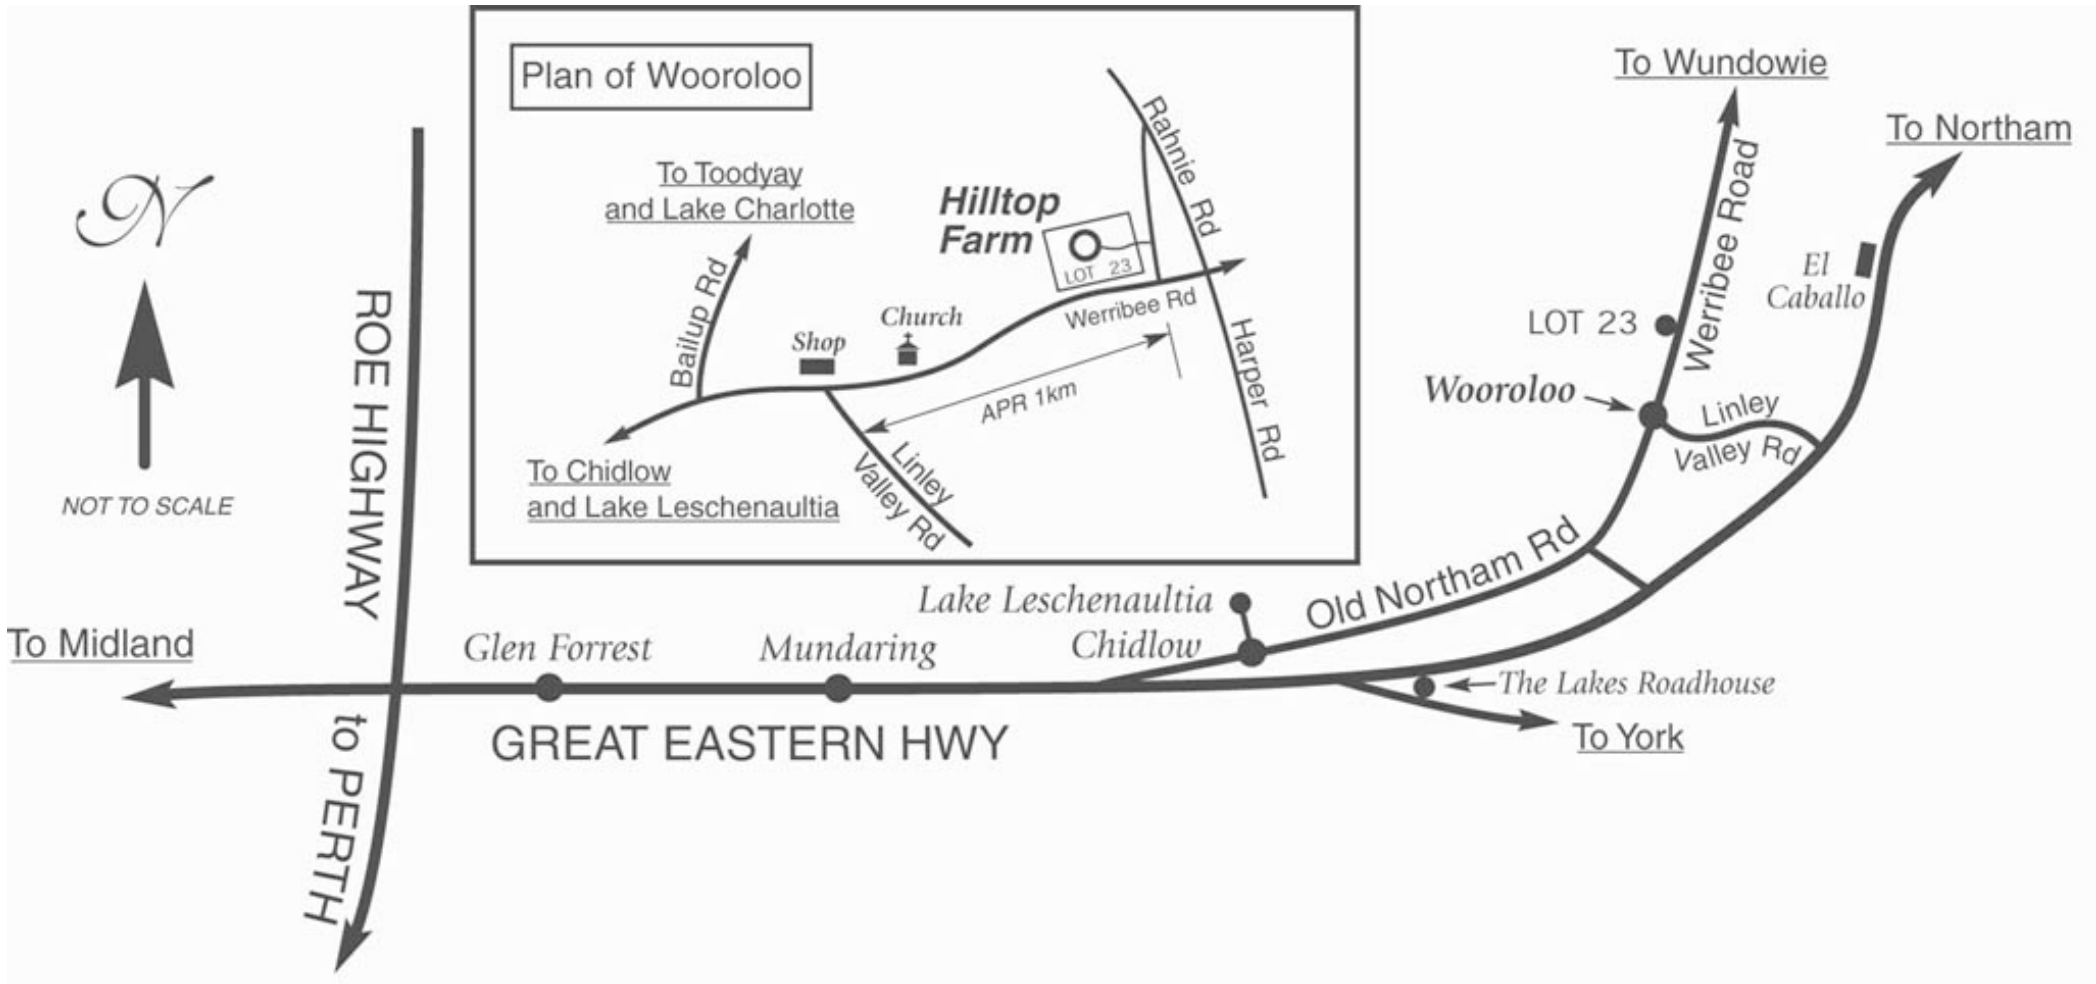 Plan of Wooroloo
To Toodyay
and Lake Charlotte
Hilltop
Farm
LOT 23
Rahnie Rd
Bailup Rd
Shop
Church
Werribee Rd
APR 1km
Harper Rd
Linley
Valley Rd
To Chidlow
and Lake Leschenaultia
N
NOT TO SCALE
ROE HIGHWAY
to PERTH
To Midland
Glen Forrest
Mundaring
GREAT EASTERN HWY
Lake Leschenaultia
Chidlow
Old Northam Rd
The Lakes Roadhouse
To York
To Wundowie
To Northam
Werribee Road
El
Caballo
LOT 23
Wooroloo
Linley
Valley Rd